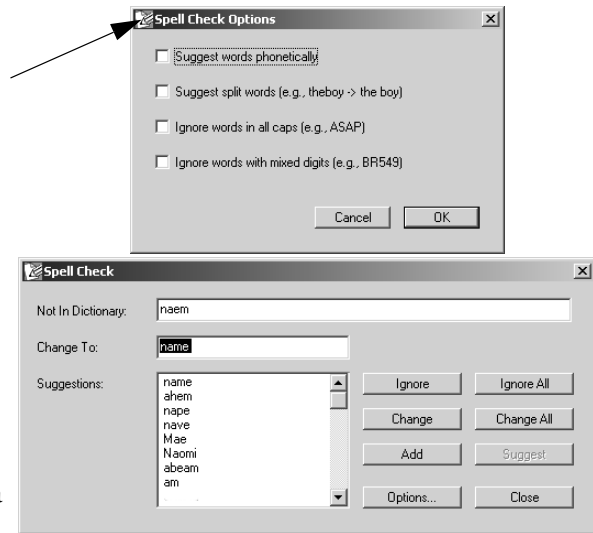 Spell Check Options
Suggest words phonetically
Suggest split words (e.g., theboy -> the boy)
Ignore words in all caps (e.g., ASAP)
Ignore words with mixed digits (e.g., BR549)
Cancel OK
Spell Check
Not In Dictionary: naem
Change To: name
Suggestions: name Ignore Ignore All
ahem
nape
nave Change Change All
Mae
Naomi Add Suggest
abeam
am
Options... Close